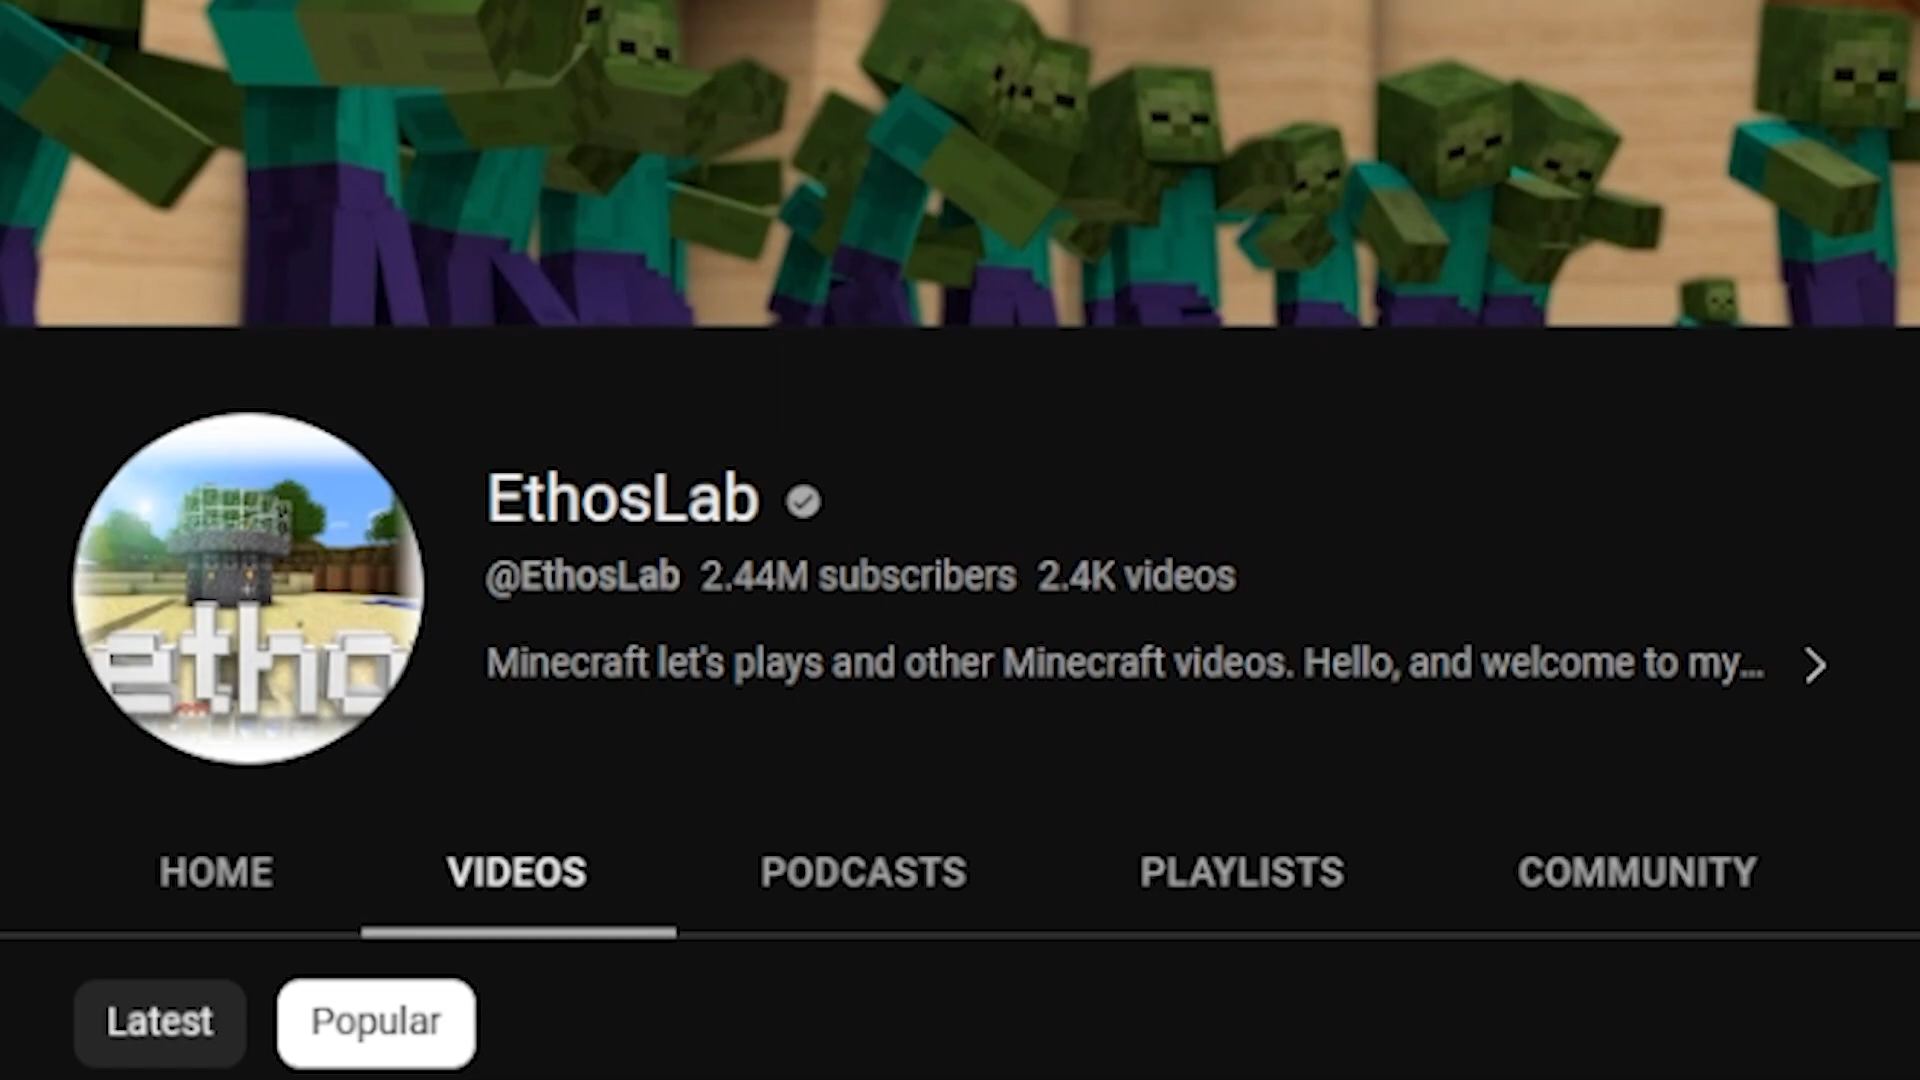 etho
EthosLab
@EthosLab 2.44M subscribers 2.4K videos
Minecraft let's plays and other Minecraft videos. Hello, and welcome to my...
HOME VIDEOS PODCASTS PLAYLISTS COMMUNITY
Latest Popular